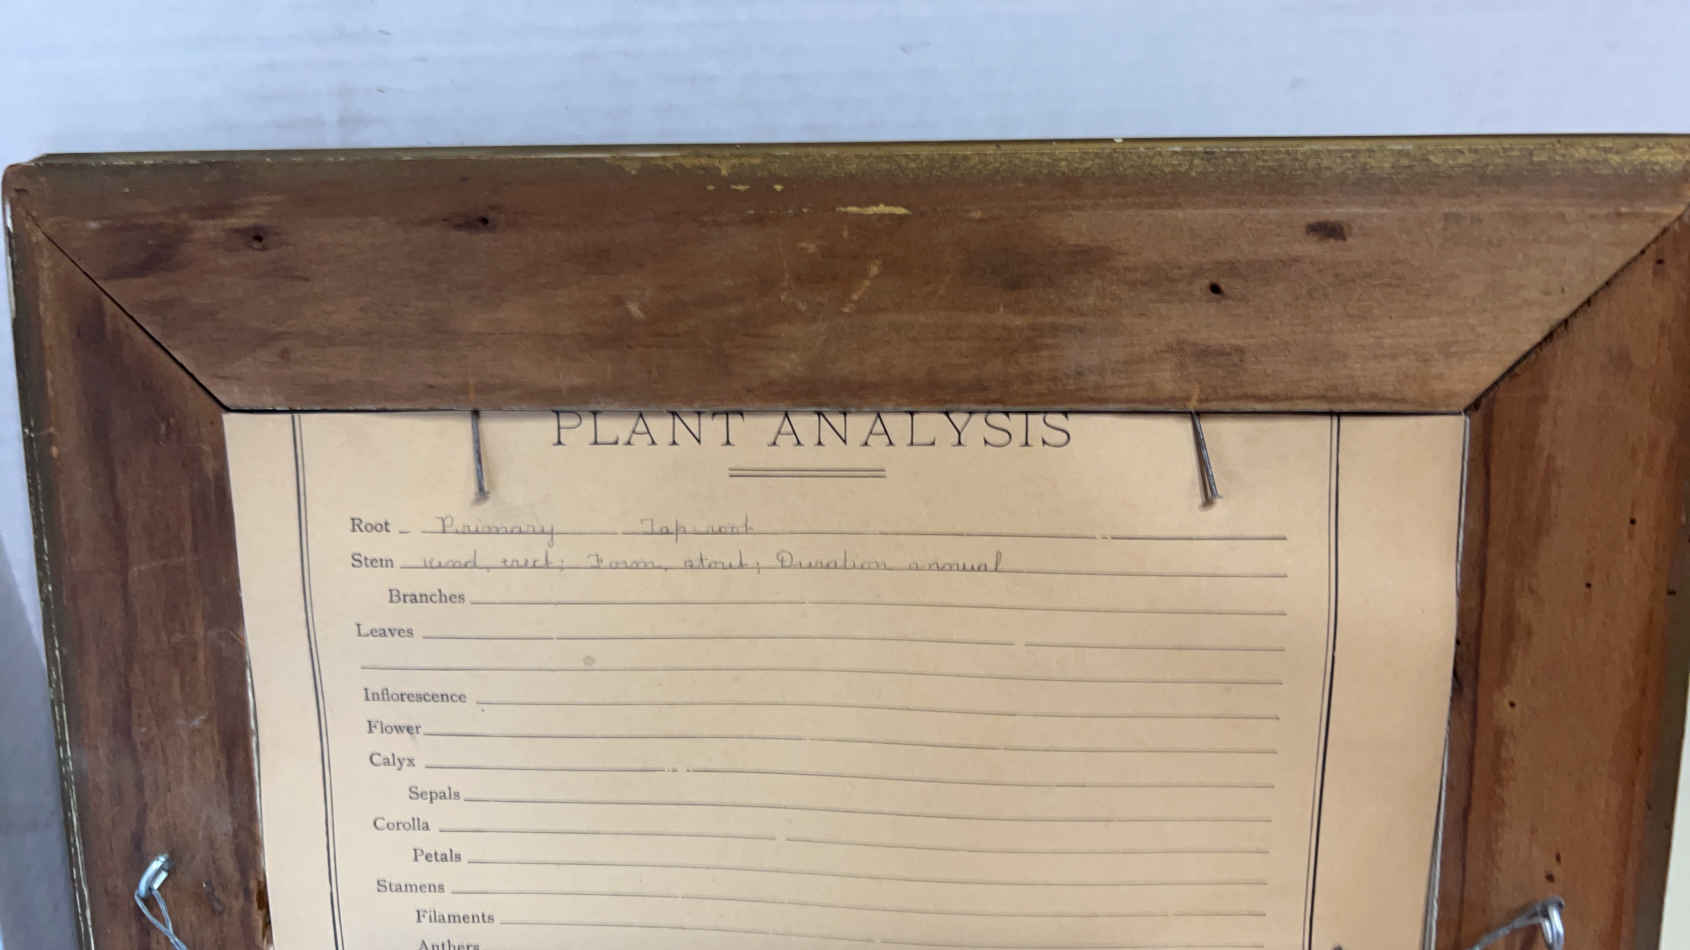 PLANT ANALYSIS
Root Primary Tap-root
Stem kind, erect; Form, stout; Duration annual
Branches
Leaves
Inflorescence
Flower
Calyx
Sepals
Corolla
Petals
Stamens
Filaments
Anthers